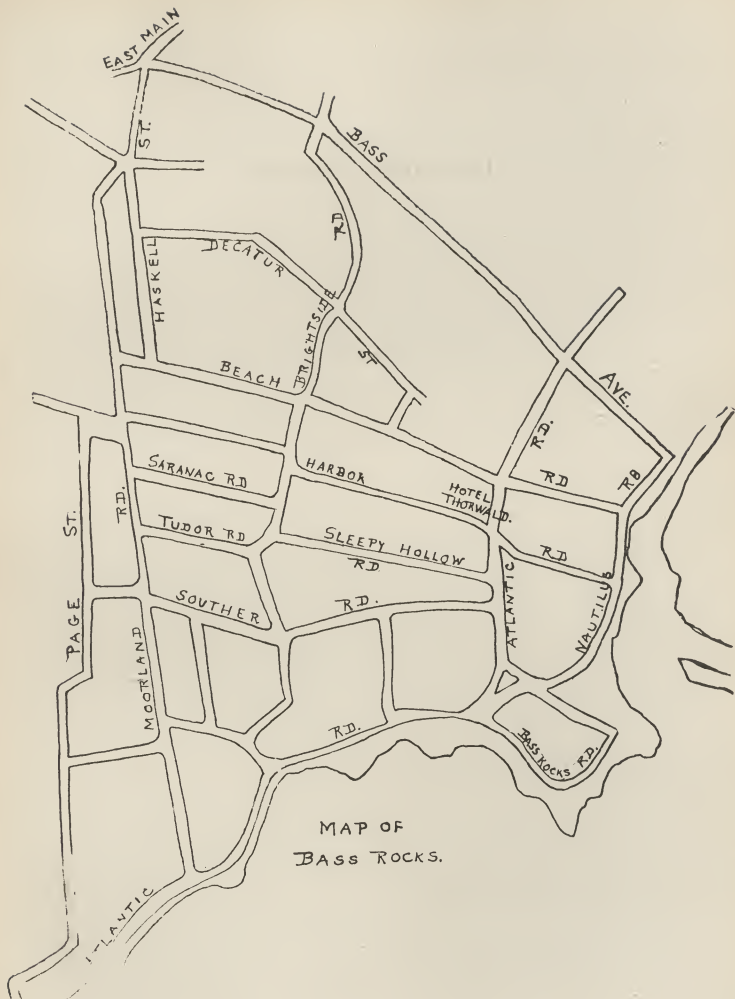 EAST MAIN
ST.
BASS
AVE.
RD
DECATUR
ST
HASKELL
BRIGHTSIDE
BEACH
RD
RD.
RD
HARBOR
RD
HOTEL
THORWALD.
SARANAC RD
RD.
TUDOR RD
SLEEPY HOLLOW
RD
SOUTHER
RD.
PAGE
ST.
MOORLAND
ATLANTIC
NAUTILUS
BASS ROCKS RD.
RD.
ATLANTIC
MAP OF
BASS ROCKS.